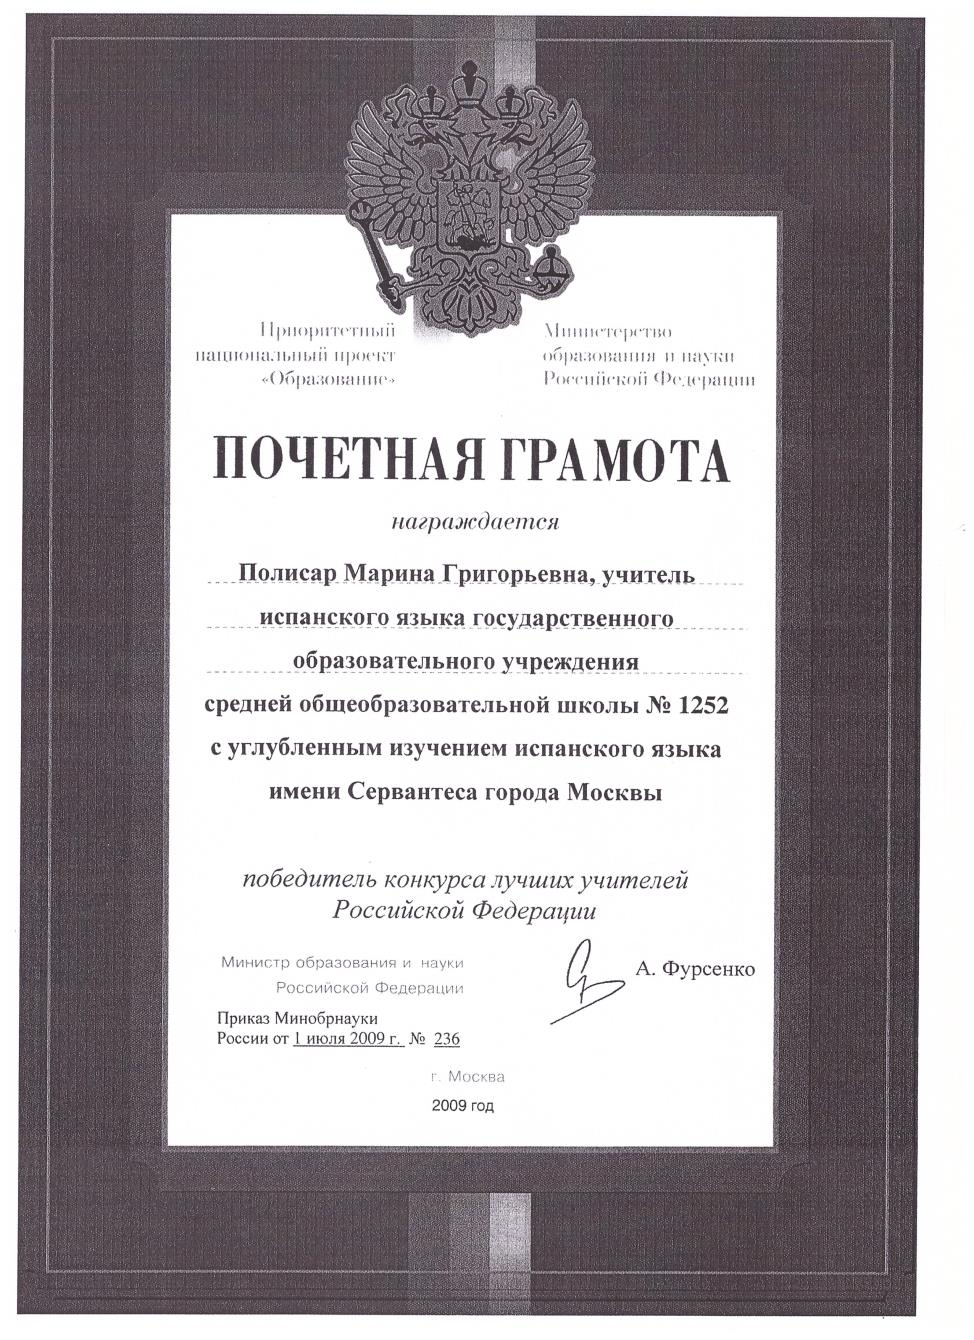 Приоритетный
национальный проект
«Образование»
Министерство
образования и науки
Российской Федерации
ПОЧЕТНАЯ ГРАМОТА
награждается
Полисар Марина Григорьевна, учитель
испанского языка государственного
образовательного учреждения
средней общеобразовательной школы № 1252
с углубленным изучением испанского языка
имени Сервантеса города Москвы
победитель конкурса лучших учителей
Российской Федерации
Министр образования и науки
Российской Федерации
А. Фурсенко
Приказ Минобрнауки
России от 1 июля 2009 г. № 236
г. Москва
2009 год